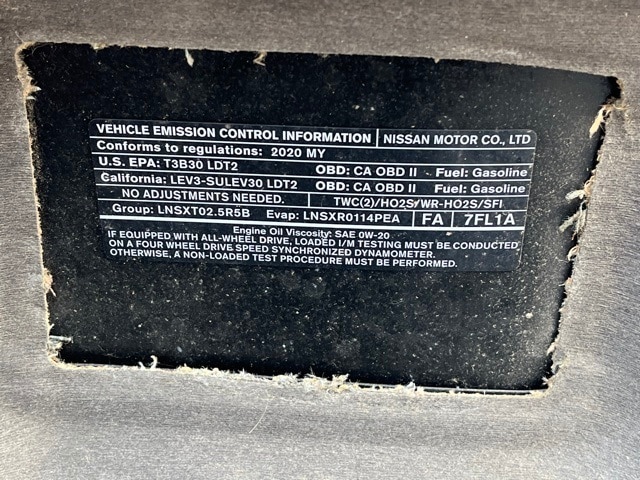 VEHICLE EMISSION CONTROL INFORMATION NISSAN MOTOR CO., LTD
Conforms to regulations: 2020 MY
U.S. EPA: T3B30 LDT2 OBD: CA OBD II Fuel: Gasoline
California: LEV3-SULEV30 LDT2 OBD: CA OBD II Fuel: Gasoline
NO ADJUSTMENTS NEEDED. TWC(2)/HO2S/WR-HO2S/SFI
Group: LNSXT02.5R5B Evap: LNSXR0114PEA FA 7FL1A
Engine Oil Viscosity: SAE 0W-20
IF EQUIPPED WITH ALL-WHEEL DRIVE, LOADED I/M TESTING MUST BE CONDUCTED
ON A FOUR WHEEL DRIVE SPEED SYNCHRONIZED DYNAMOMETER.
OTHERWISE, A NON-LOADED TEST PROCEDURE MUST BE PERFORMED.